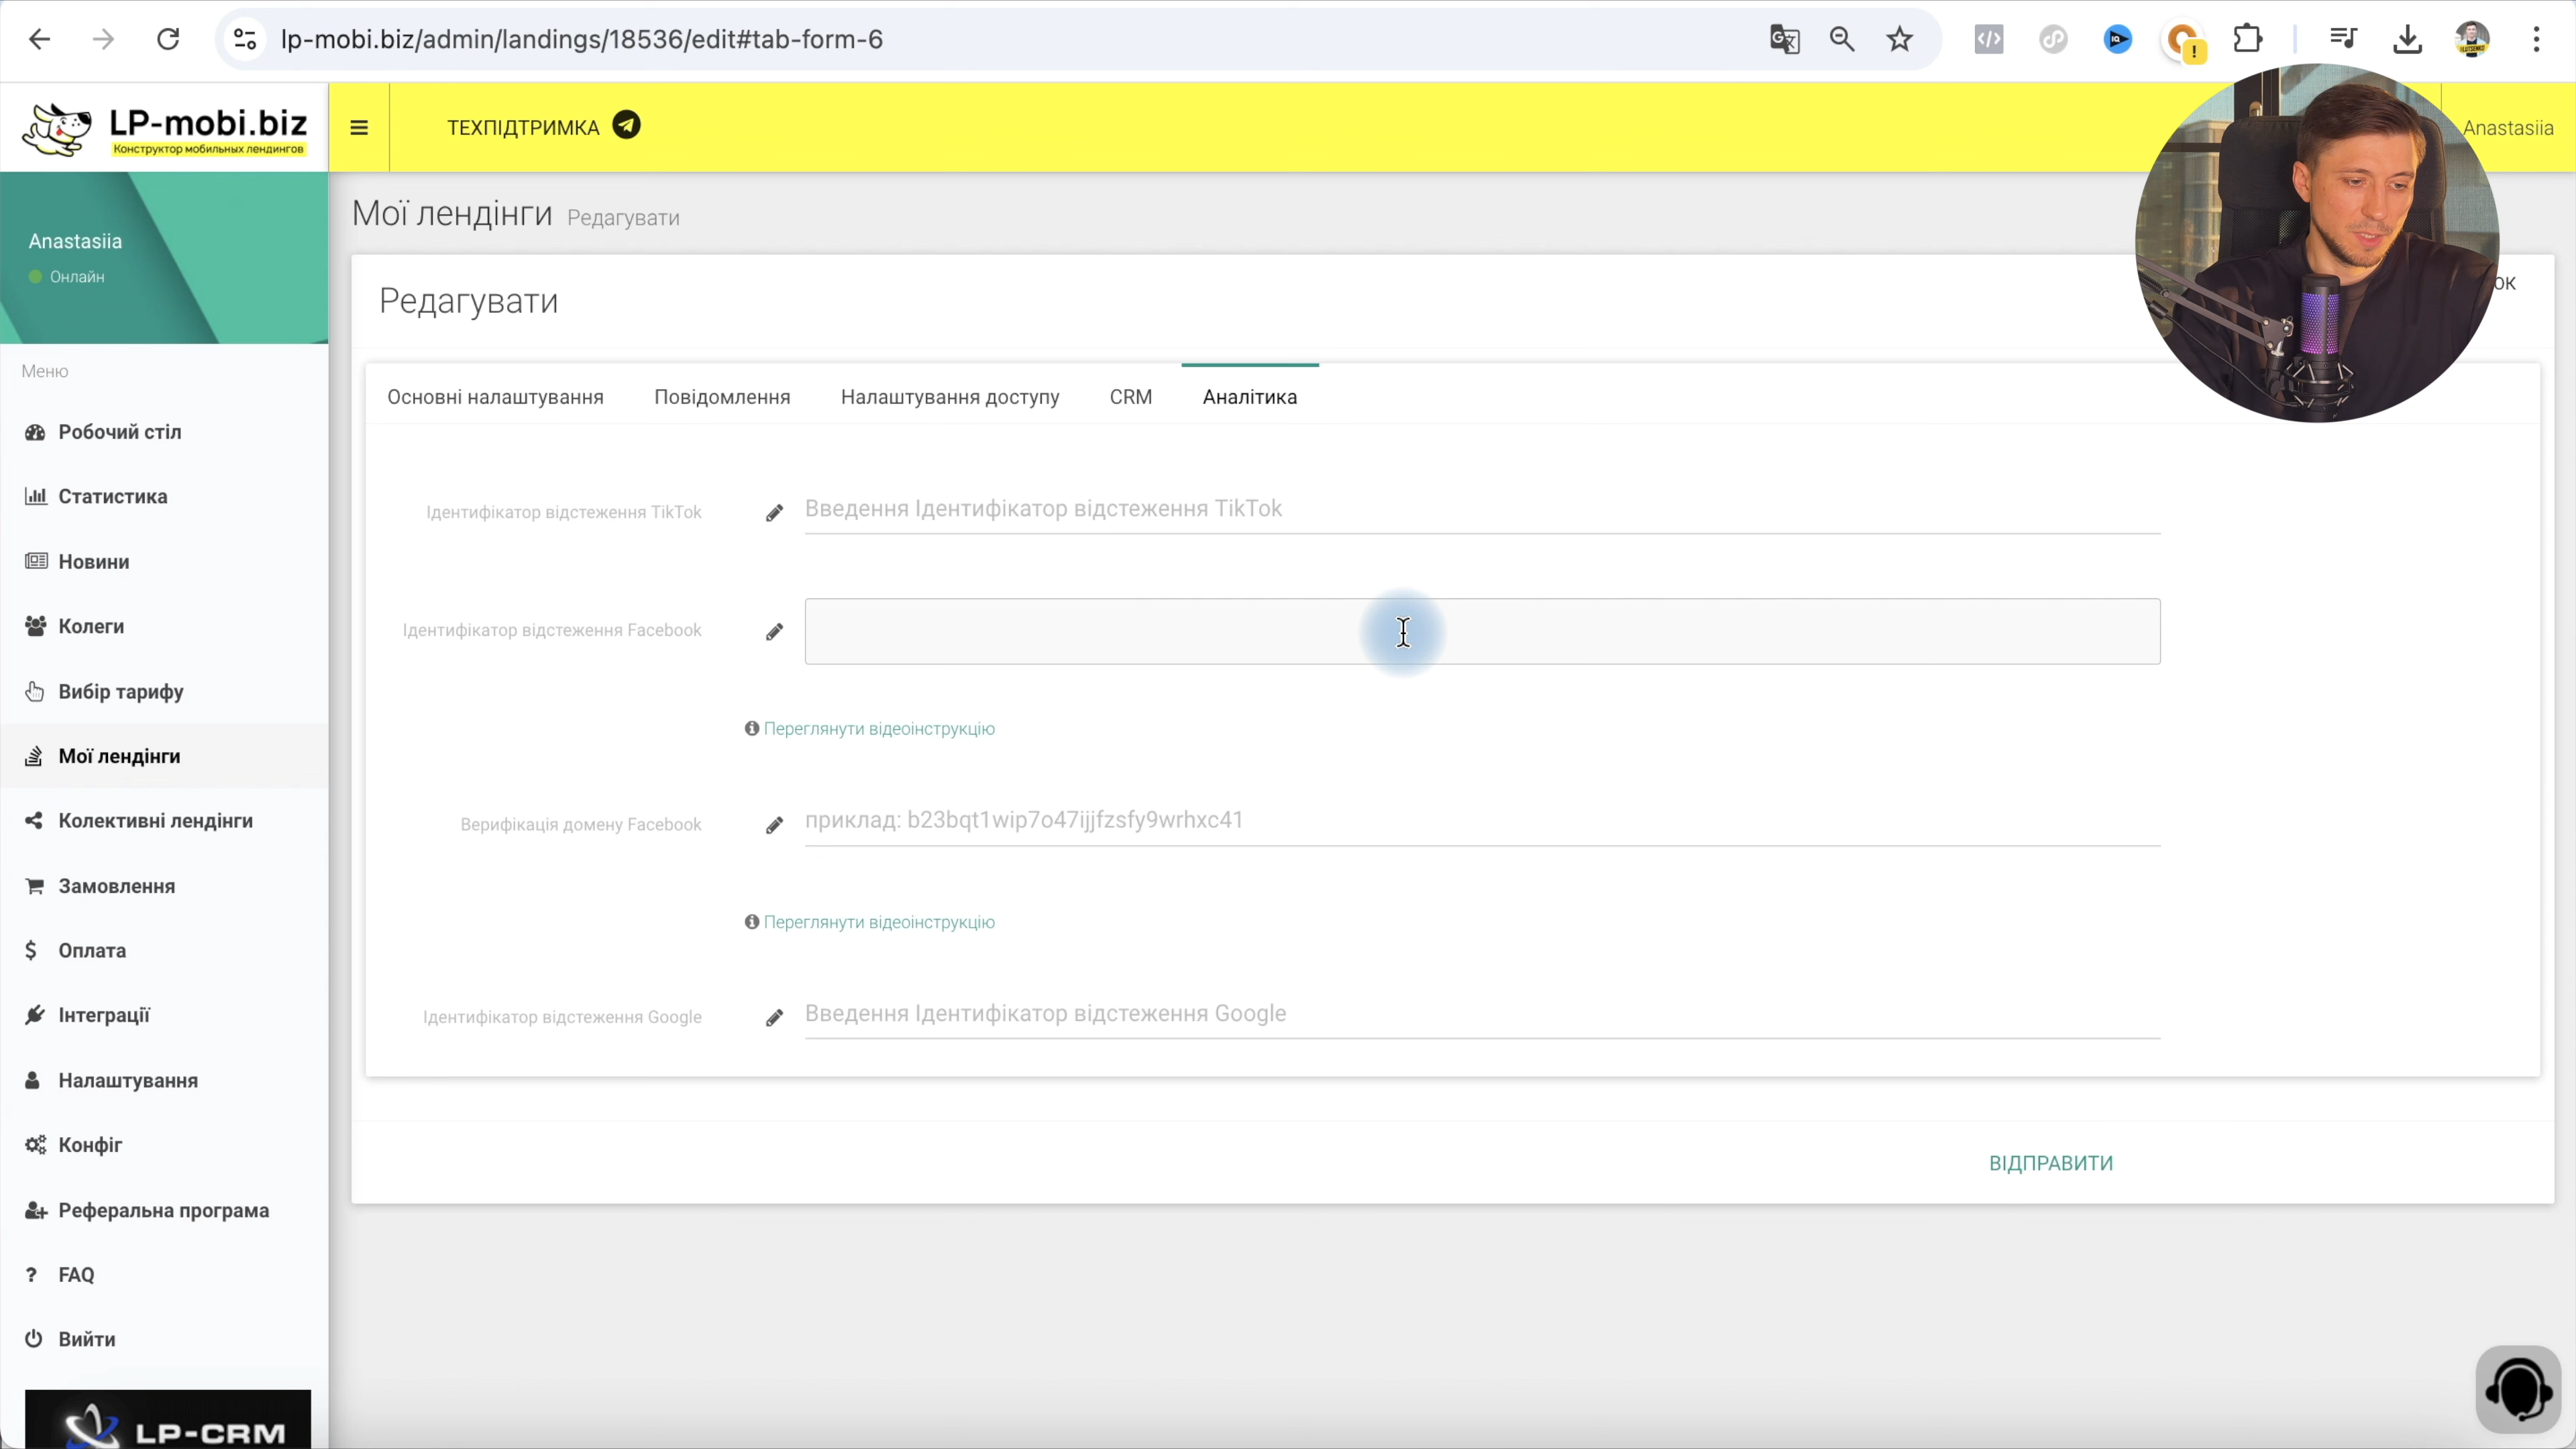 lp-mobi.biz/admin/landings/18536/edit#tab-form-6
LP-mobi.biz
Конструктор мобильных лендингов
ТЕХПІДТРИМКА
Anastasiia
Anastasiia
Онлайн
Меню
Робочий стіл
Статистика
Новини
Колеги
Вибір тарифу
Мої лендінги
Колективні лендінги
Замовлення
Оплата
Інтеграції
Налаштування
Конфіг
Реферальна програма
FAQ
Вийти
LP-CRM
Мої лендінги Редагувати
Редагувати
Основні налаштування Повідомлення Налаштування доступу CRM Аналітика
Ідентифікатор відстеження TikTok Введення Ідентифікатор відстеження TikTok
Ідентифікатор відстеження Facebook
Переглянути відеоінструкцію
Верифікація домену Facebook приклад: b23bqt1wip7o47ijjfzsfy9wrhxc41
Переглянути відеоінструкцію
Ідентифікатор відстеження Google Введення Ідентифікатор відстеження Google
ВІДПРАВИТИ